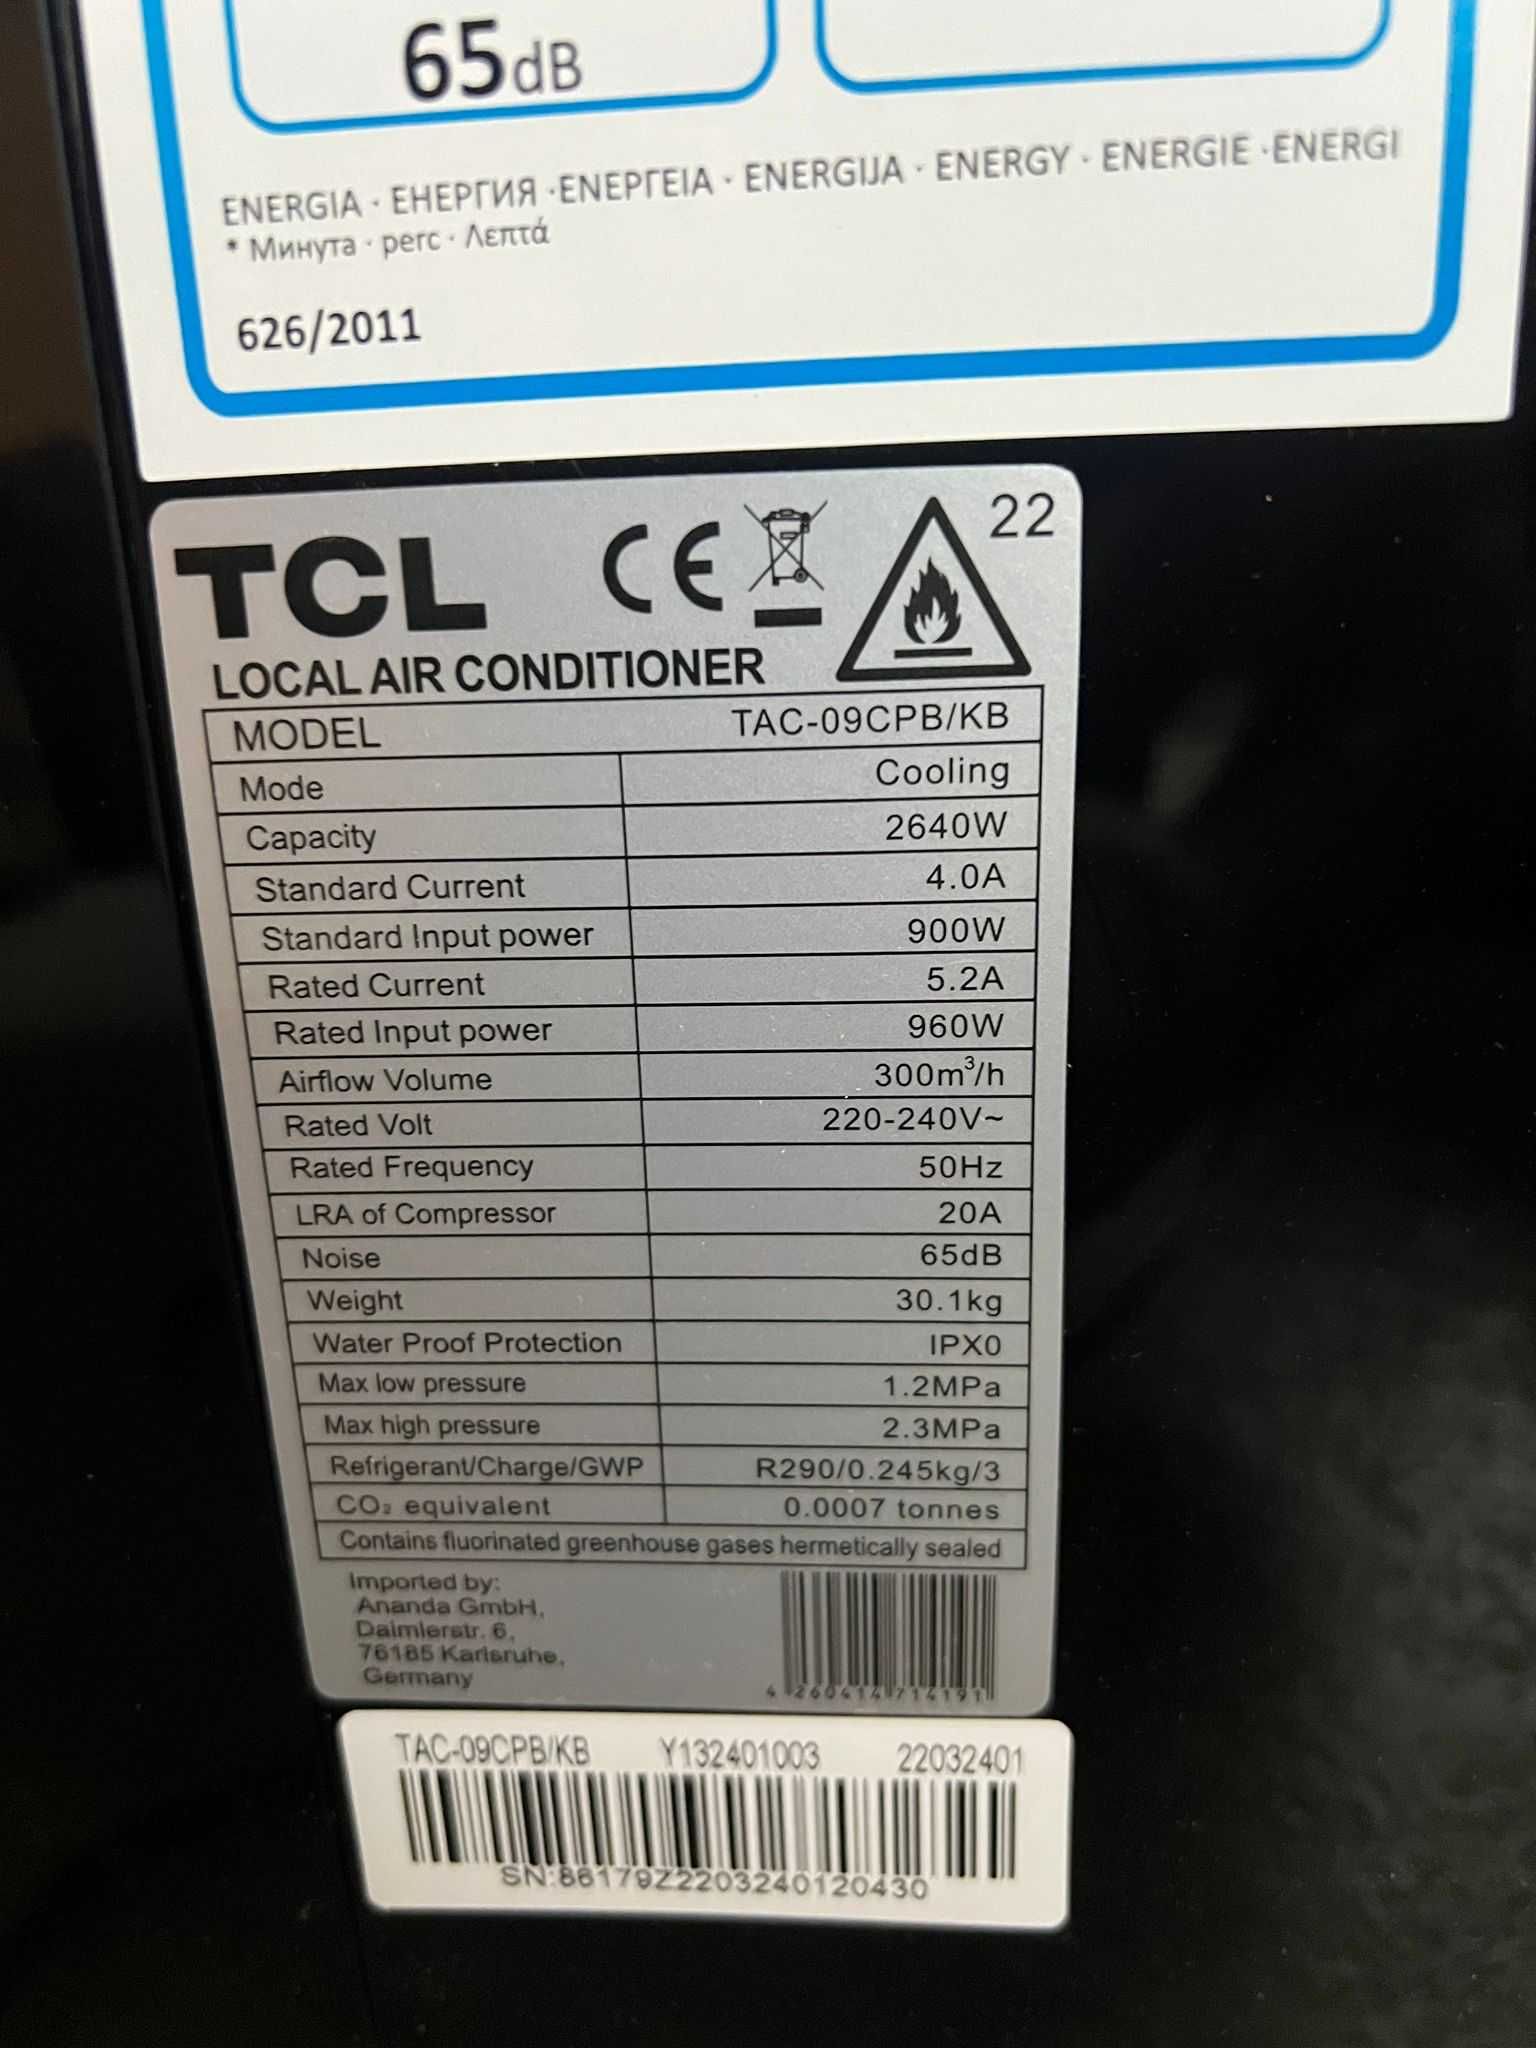 65dB
ENERGIA · ЕНЕРГИЯ ·ΕΝΕΡΓΕΙΑ · ENERGIJA · ENERGY · ENERGIE ·ENERGI
* Минута · perc · Λεπτά
626/2011
22
TCL CE
LOCAL AIR CONDITIONER
MODEL TAC-09CPB/KB
Mode Cooling
Capacity 2640W
Standard Current 4.0A
Standard Input power 900W
Rated Current 5.2A
Rated Input power 960W
Airflow Volume 300m³/h
Rated Volt 220-240V~
Rated Frequency 50Hz
LRA of Compressor 20A
Noise 65dB
Weight 30.1kg
Water Proof Protection IPX0
Max low pressure 1.2MPa
Max high pressure 2.3MPa
Refrigerant/Charge/GWP R290/0.245kg/3
CO₂ equivalent 0.0007 tonnes
Contains fluorinated greenhouse gases hermetically sealed
Imported by:
Ananda GmbH,
Daimlerstr. 6,
76185 Karlsruhe,
Germany
4 260414 714191
TAC-09CPB/KB Y132401003 22032401
SN:86179Z2203240120430